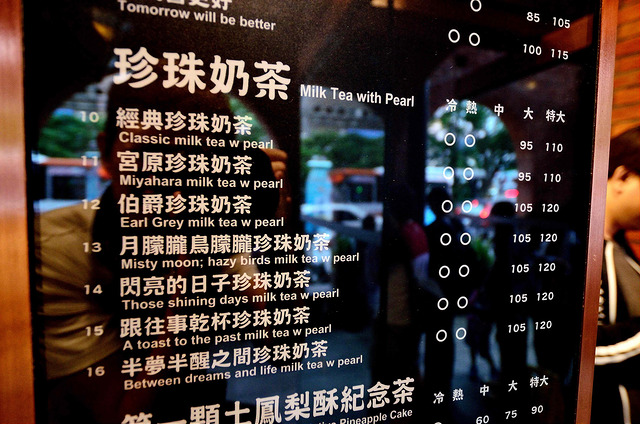 Tomorrow will be better
85 105
100 115
珍珠奶茶 Milk Tea with Pearl 冷 熱 中 大 特大
10 經典珍珠奶茶 95 110
Classic milk tea w pearl
11 宮原珍珠奶茶 95 110
Miyahara milk tea w pearl
12 伯爵珍珠奶茶 105 120
Earl Grey milk tea w pearl
13 月朦朧鳥朦朧珍珠奶茶 105 120
Misty moon; hazy birds milk tea w pearl
14 閃亮的日子珍珠奶茶 105 120
Those shining days milk tea w pearl
15 跟往事乾杯珍珠奶茶 105 120
A toast to the past milk tea w pearl
16 半夢半醒之間珍珠奶茶 105 120
Between dreams and life milk tea w pearl
第一顆土鳳梨酥紀念茶 冷 熱 中 大 特大
Pineapple Cake 60 75 90